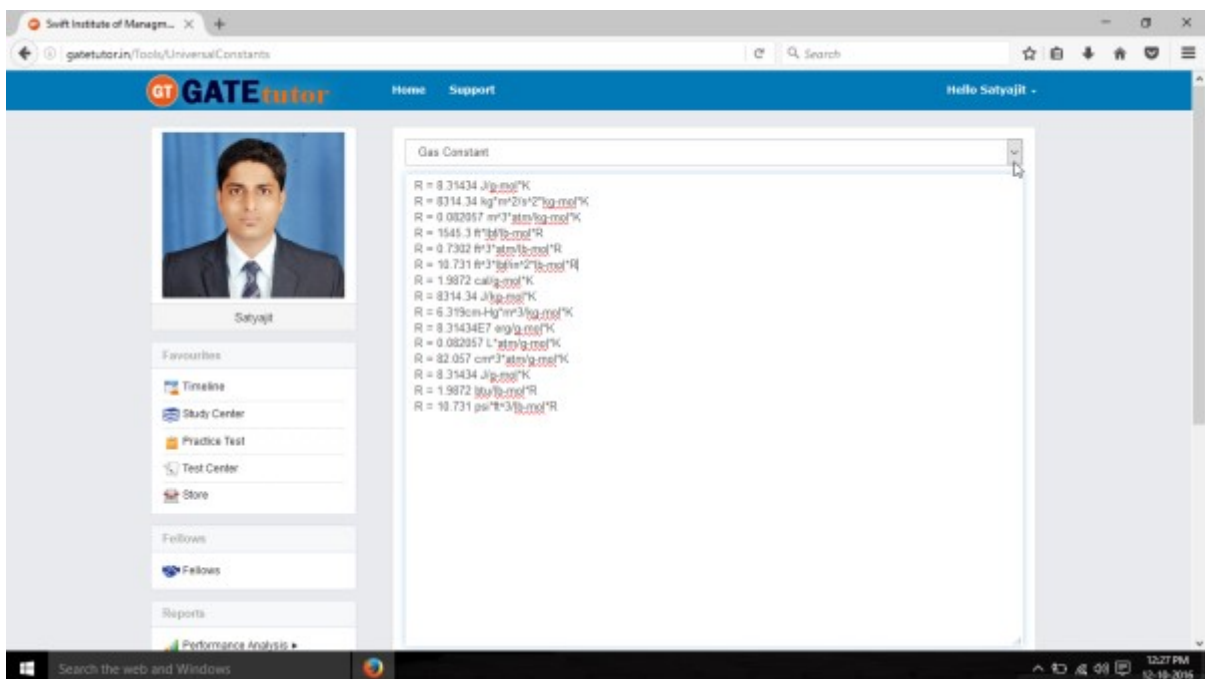 Swift Institute of Managm...
gatetutor.in/Tools/UniversalConstants
Search
GT GATEtutor
Home Support
Hello Satyajit
Satyajit
Favourites
Timeline
Study Center
Practice Test
Test Center
Store
Fellows
Fellows
Reports
Performance Analysis
Gas Constant
R = 8.31434 J/g-mol*K
R = 8314.34 kg*m^2/s^2*kg-mol*K
R = 0.082057 m^3*atm/kg-mol*K
R = 1545.3 ft*lbf/lb-mol*R
R = 0.7302 ft^3*atm/lb-mol*R
R = 10.731 ft^3*lbf/in^2*lb-mol*R
R = 1.9872 cal/g-mol*K
R = 8314.34 J/kg-mol*K
R = 6.319cm-Hg*m^3/kg-mol*K
R = 8.31434E7 erg/g-mol*K
R = 0.082057 L*atm/g-mol*K
R = 82.057 cm^3*atm/g-mol*K
R = 8.31434 J/g-mol*K
R = 1.9872 btu/lb-mol*R
R = 10.731 psi*ft^3/lb-mol*R
Search the web and Windows
12:27 PM
12-10-2016